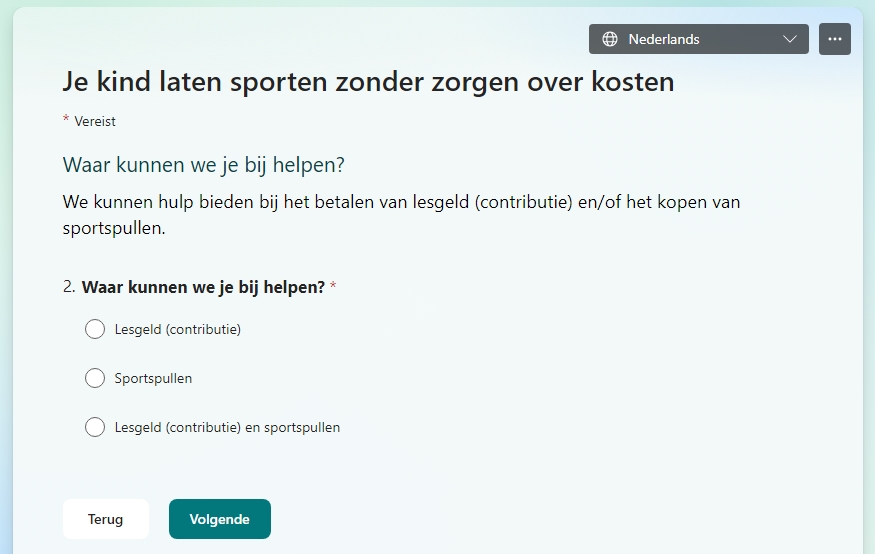 Nederlands
Je kind laten sporten zonder zorgen over kosten
* Vereist
Waar kunnen we je bij helpen?
We kunnen hulp bieden bij het betalen van lesgeld (contributie) en/of het kopen van
sportspullen.
2. Waar kunnen we je bij helpen? *
Lesgeld (contributie)
Sportspullen
Lesgeld (contributie) en sportspullen
Terug
Volgende